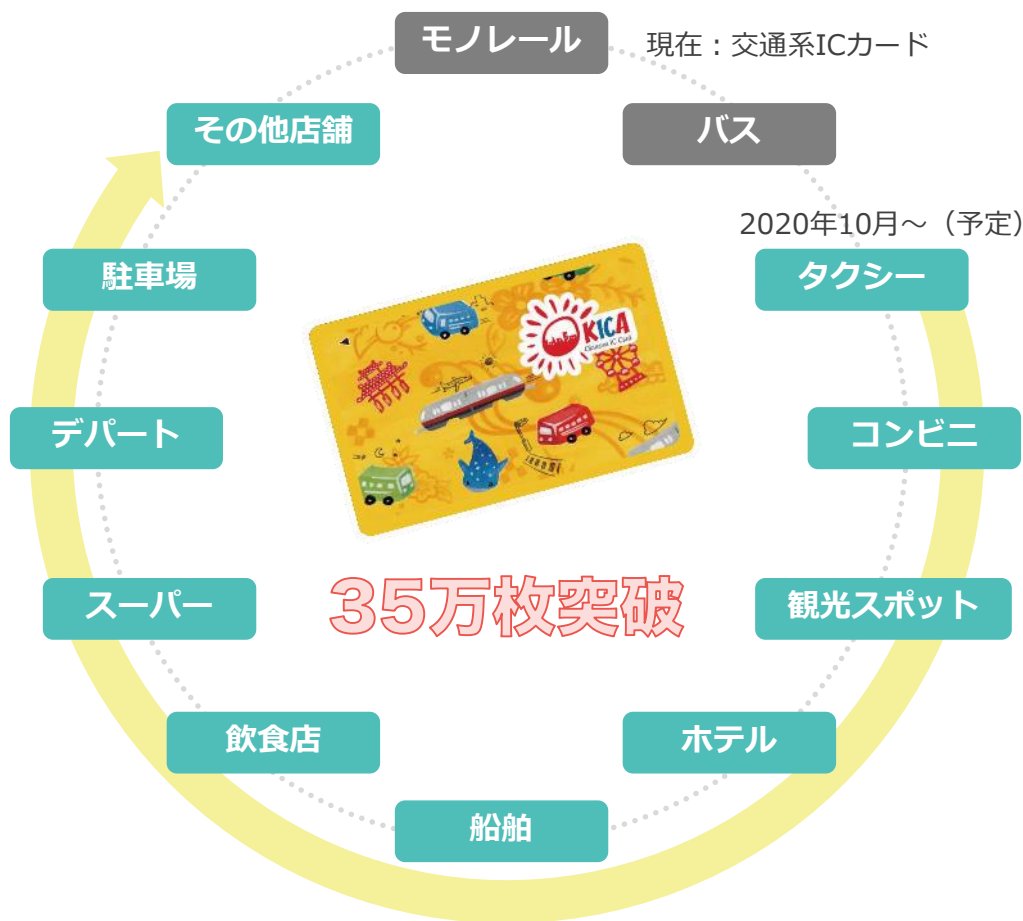 モノレール
現在：交通系ICカード
その他店舗
バス
2020年10月～（予定）
駐車場
タクシー
KICA
デパート
コンビニ
35万枚突破
スーパー
観光スポット
飲食店
ホテル
船舶